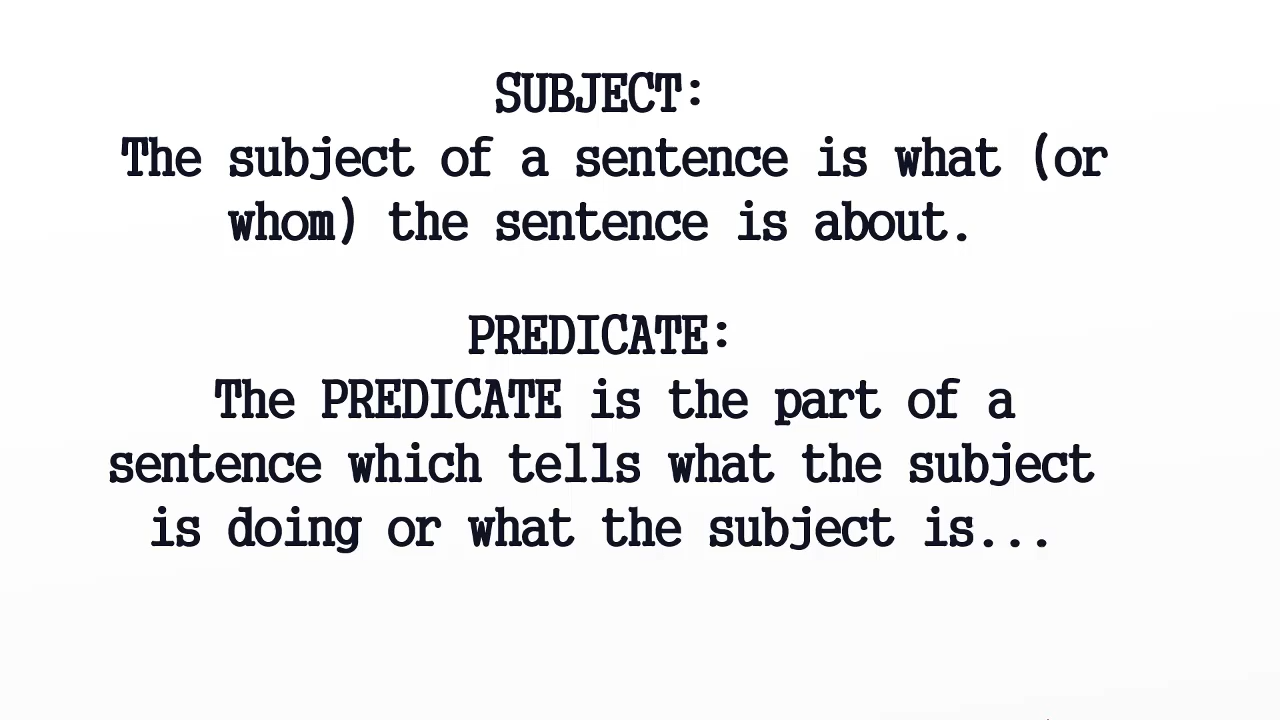 SUBJECT:
The subject of a sentence is what (or
whom) the sentence is about.
PREDICATE:
The PREDICATE is the part of a
sentence which tells what the subject
is doing or what the subject is...